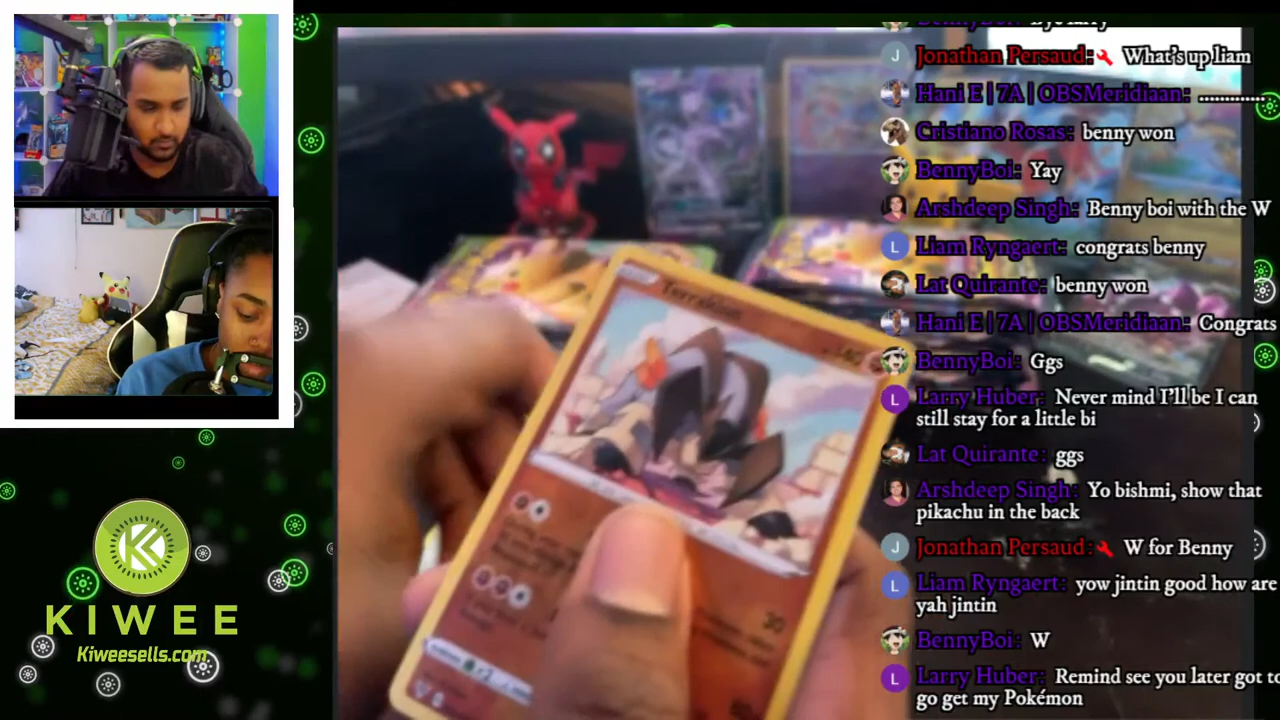 Jonathan Persaud: What's up liam
Hani E | 7A | OBSMeridiaan: .............
Cristiano Rosas: benny won
BennyBoi: Yay
Arshdeep Singh: Benny boi with the W
Liam Ryngaert: congrats benny
Lat Quirante: benny won
Hani E | 7A | OBSMeridiaan: Congrats
BennyBoi: Ggs
Larry Huber: Never mind I'll be I can
still stay for a little bi
Lat Quirante: ggs
Arshdeep Singh: Yo bishmi, show that
pikachu in the back
Jonathan Persaud: W for Benny
Liam Ryngaert: yow jintin good how are
yah jintin
BennyBoi: W
Larry Huber: Remind see you later got to
go get my Pokémon
Terrakion
30
K
KIWEE
Kiweesells.com